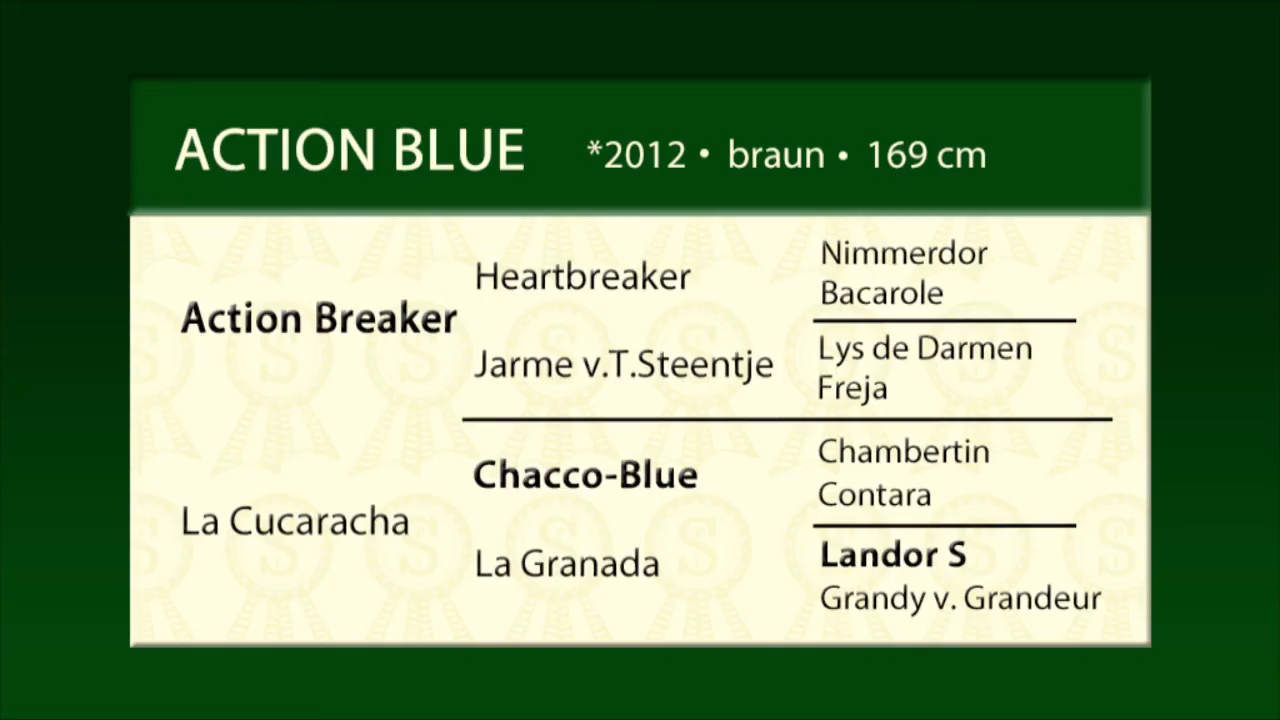 ACTION BLUE *2012 • braun • 169 cm
Action Breaker
Heartbreaker
Nimmerdor
Bacarole
Jarme v.T.Steentje
Lys de Darmen
Freja
La Cucaracha
Chacco-Blue
Chambertin
Contara
La Granada
Landor S
Grandy v. Grandeur